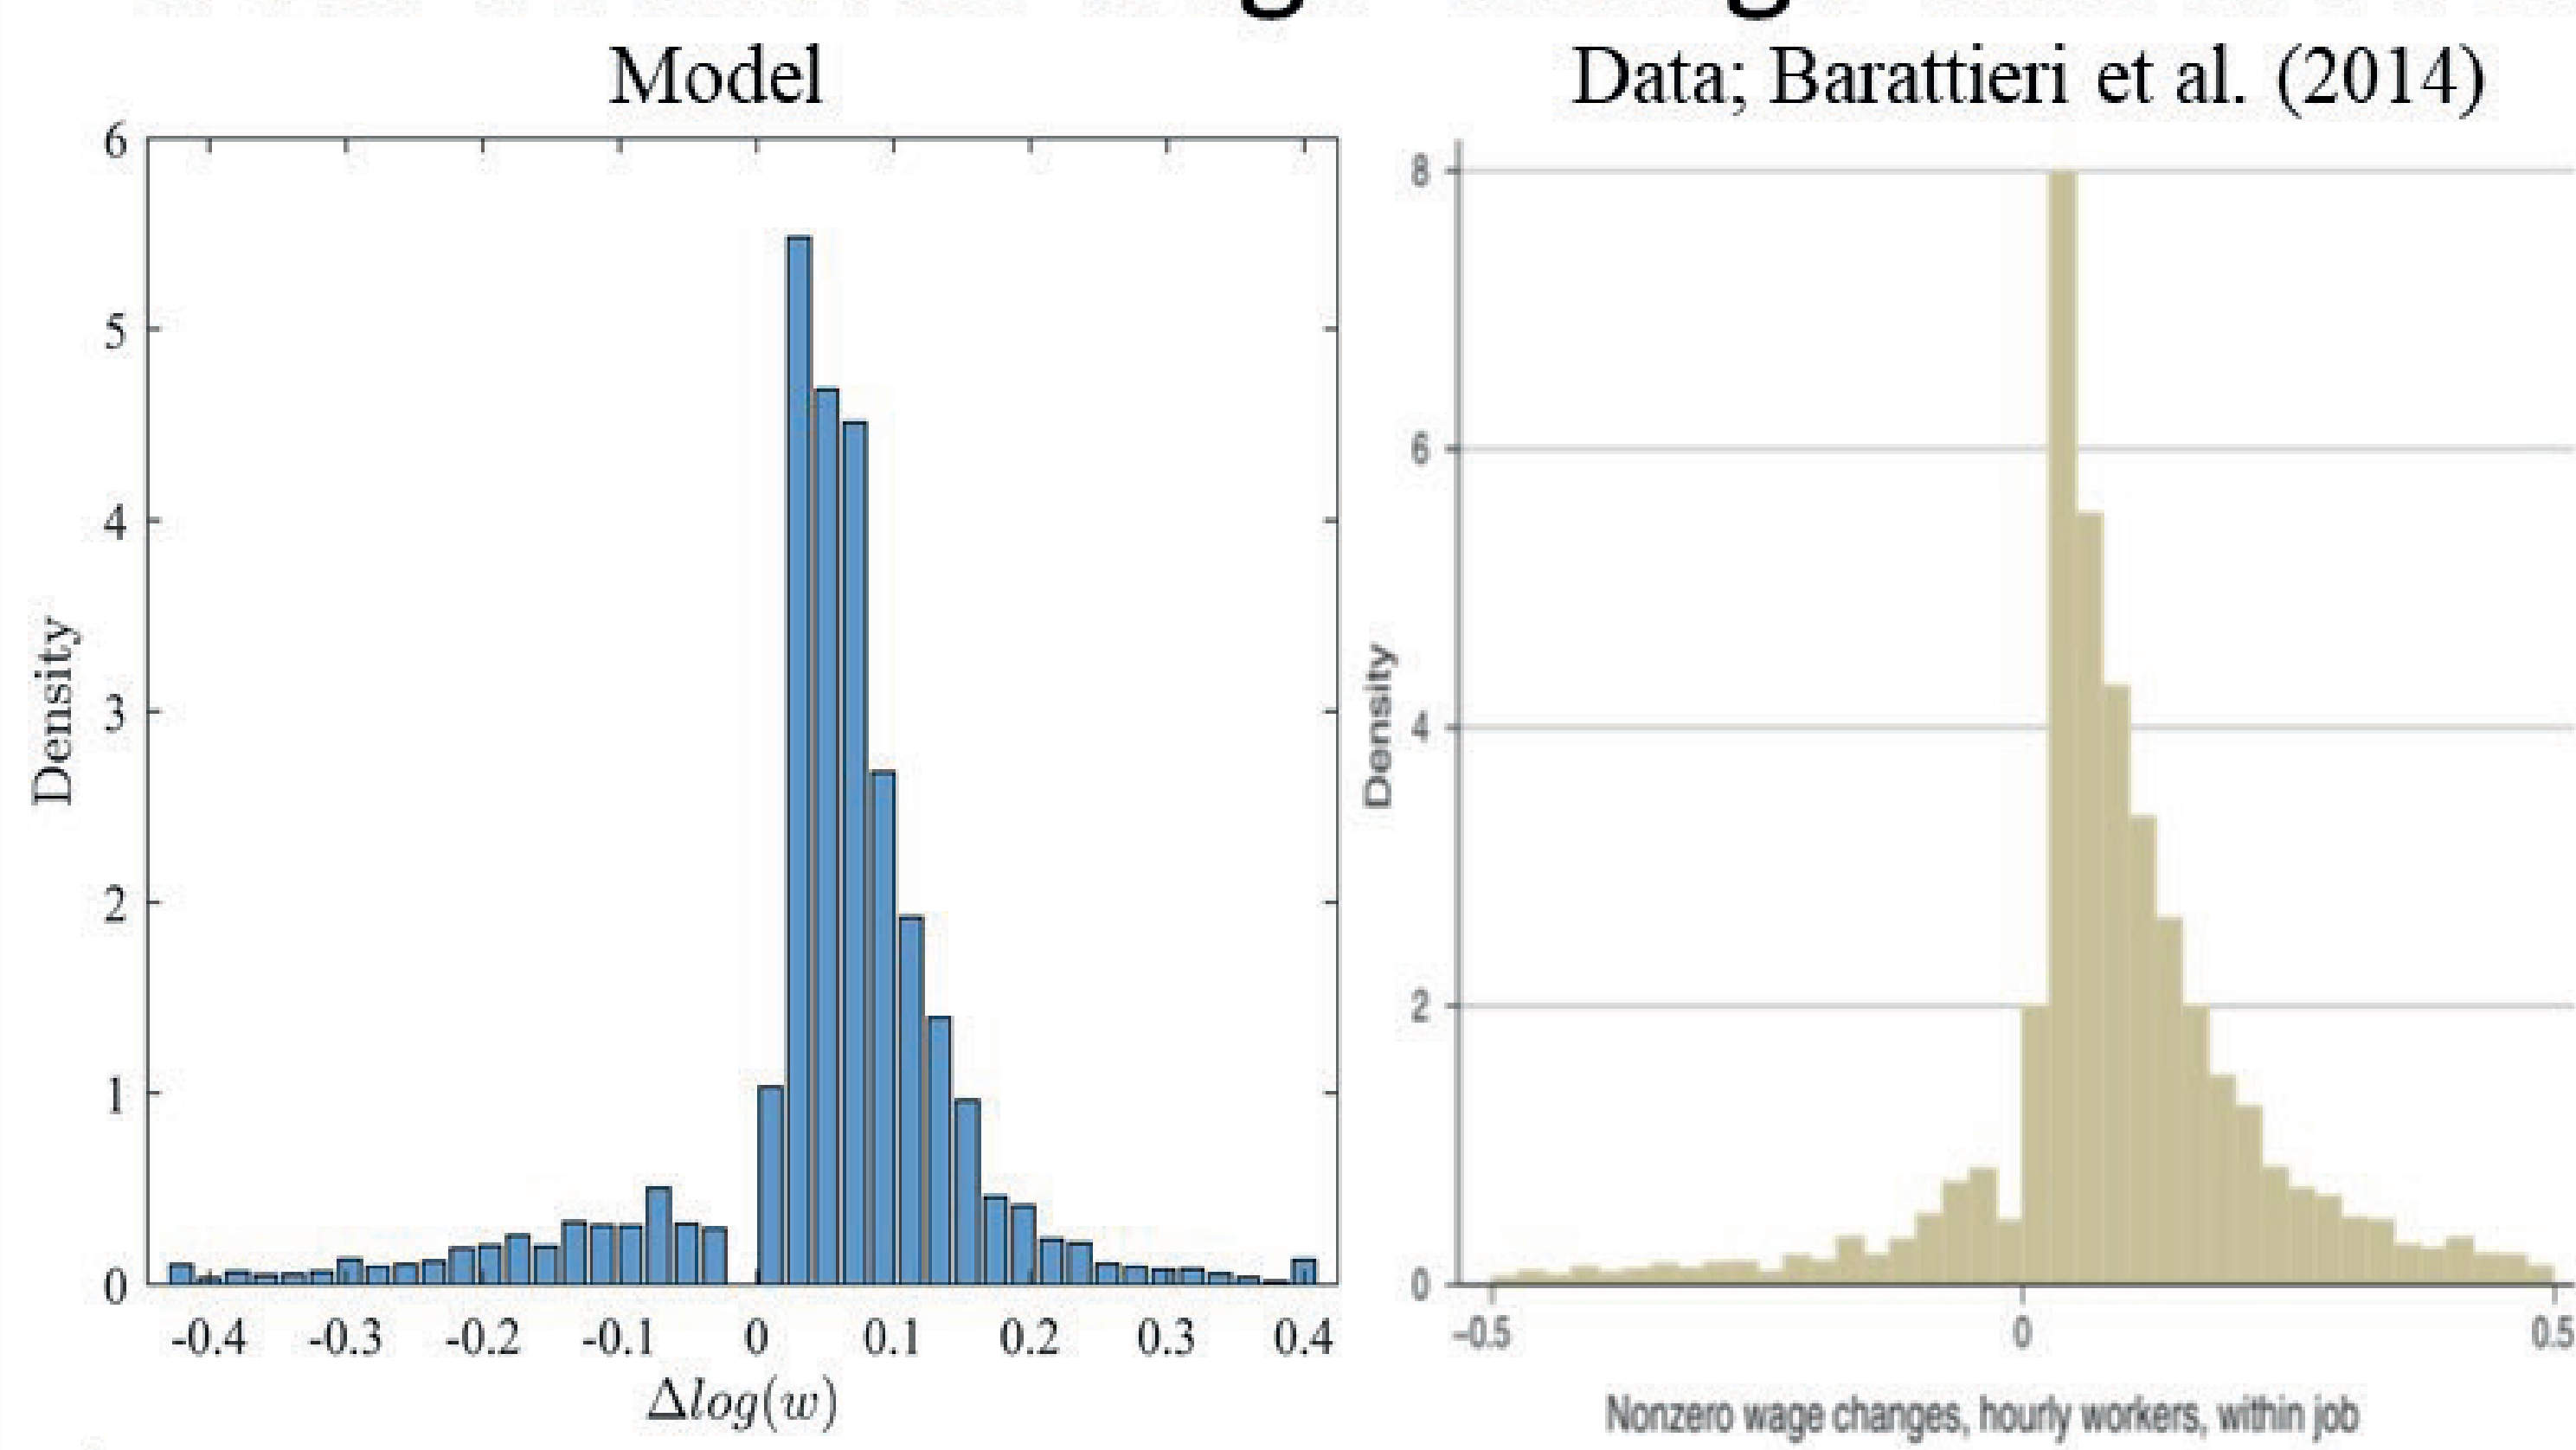 Model
6
5
4
3
2
1
0
Density
-0.4 -0.3 -0.2 -0.1 0 0.1 0.2 0.3 0.4
Δlog(w)
Data; Barattieri et al. (2014)
8
6
4
2
0
Density
−0.5 0 0.5
Nonzero wage changes, hourly workers, within job